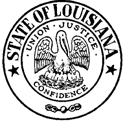 STATE OF LOUISIANA
UNION · JUSTICE
CONFIDENCE